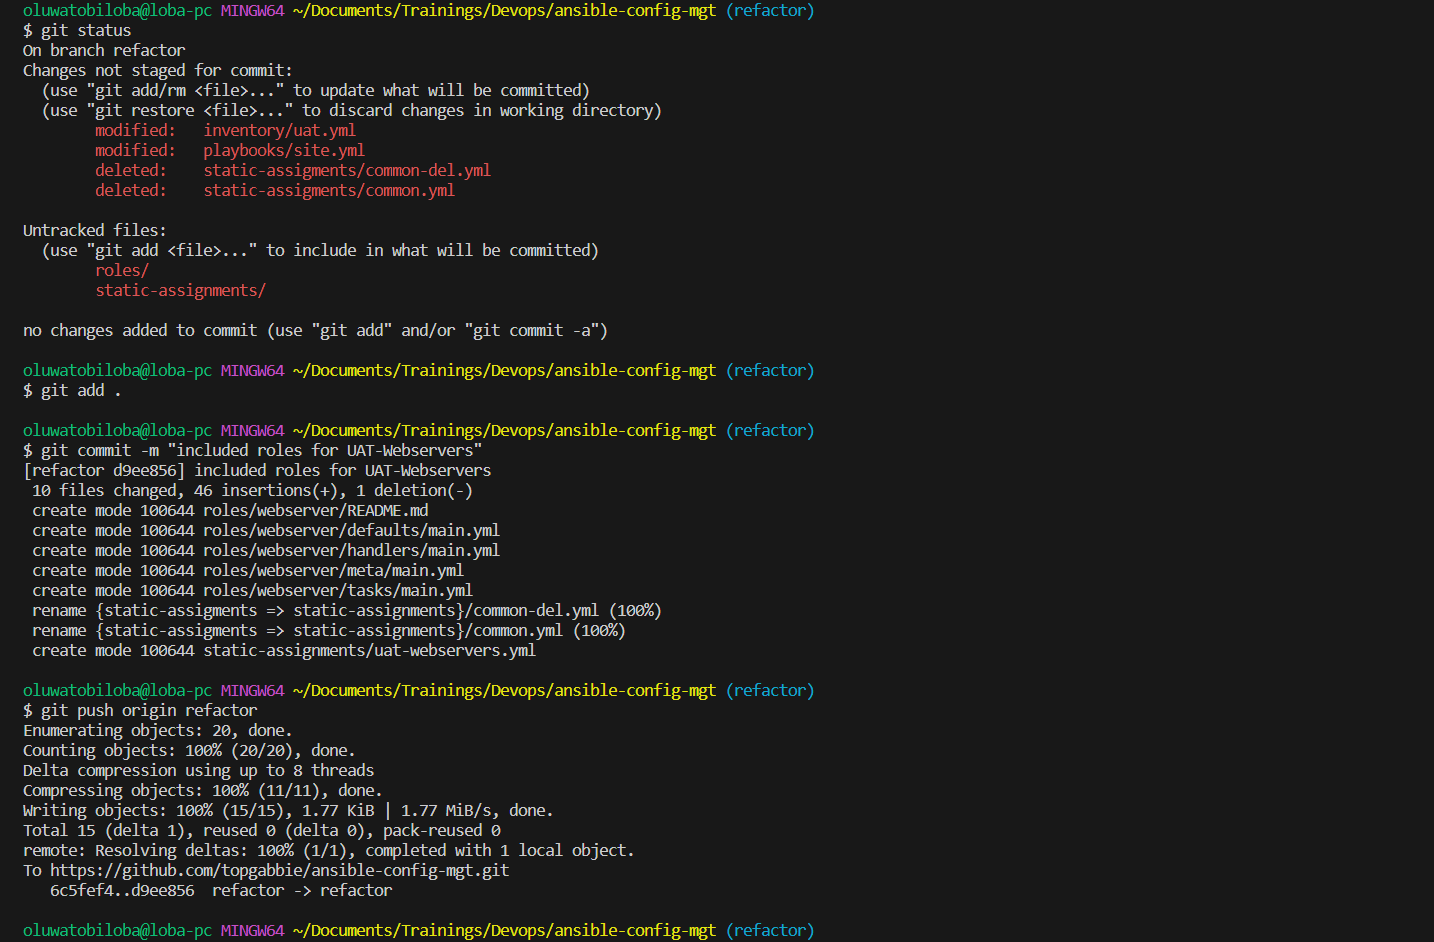 oluwatobiloba@loba-pc MINGW64 ~/Documents/Trainings/Devops/ansible-config-mgt (refactor)
$ git status
On branch refactor
Changes not staged for commit:
  (use "git add/rm <file>..." to update what will be committed)
  (use "git restore <file>..." to discard changes in working directory)
        modified:   inventory/uat.yml
        modified:   playbooks/site.yml
        deleted:    static-assigments/common-del.yml
        deleted:    static-assigments/common.yml

Untracked files:
  (use "git add <file>..." to include in what will be committed)
        roles/
        static-assignments/

no changes added to commit (use "git add" and/or "git commit -a")

oluwatobiloba@loba-pc MINGW64 ~/Documents/Trainings/Devops/ansible-config-mgt (refactor)
$ git add .

oluwatobiloba@loba-pc MINGW64 ~/Documents/Trainings/Devops/ansible-config-mgt (refactor)
$ git commit -m "included roles for UAT-Webservers"
[refactor d9ee856] included roles for UAT-Webservers
 10 files changed, 46 insertions(+), 1 deletion(-)
 create mode 100644 roles/webserver/README.md
 create mode 100644 roles/webserver/defaults/main.yml
 create mode 100644 roles/webserver/handlers/main.yml
 create mode 100644 roles/webserver/meta/main.yml
 create mode 100644 roles/webserver/tasks/main.yml
 rename {static-assigments => static-assignments}/common-del.yml (100%)
 rename {static-assigments => static-assignments}/common.yml (100%)
 create mode 100644 static-assignments/uat-webservers.yml

oluwatobiloba@loba-pc MINGW64 ~/Documents/Trainings/Devops/ansible-config-mgt (refactor)
$ git push origin refactor
Enumerating objects: 20, done.
Counting objects: 100% (20/20), done.
Delta compression using up to 8 threads
Compressing objects: 100% (11/11), done.
Writing objects: 100% (15/15), 1.77 KiB | 1.77 MiB/s, done.
Total 15 (delta 1), reused 0 (delta 0), pack-reused 0
remote: Resolving deltas: 100% (1/1), completed with 1 local object.
To https://github.com/topgabbie/ansible-config-mgt.git
   6c5fef4..d9ee856  refactor -> refactor

oluwatobiloba@loba-pc MINGW64 ~/Documents/Trainings/Devops/ansible-config-mgt (refactor)